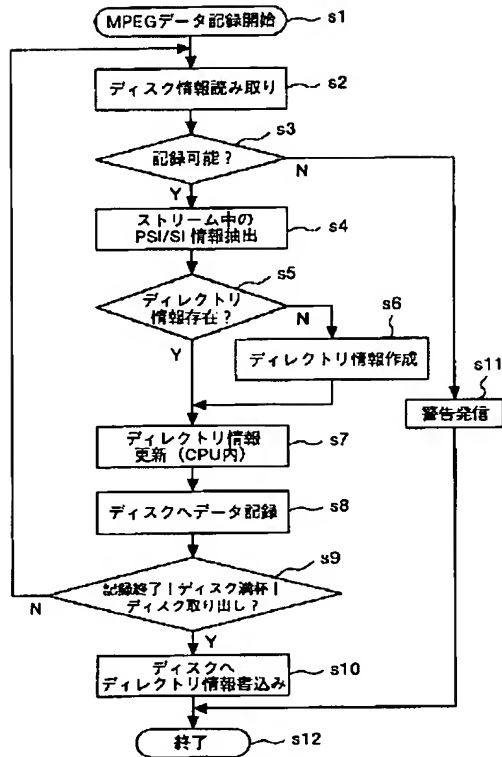 MPEGデータ記録開始 s1
ディスク情報読み取り s2
s3
記録可能？
N
Y
ストリーム中の
PSI/SI 情報抽出 s4
s5
ディレクトリ
情報存在？
N
s6
Y
ディレクトリ情報作成
s11
警告発信
ディレクトリ情報
更新（CPU内） s7
ディスクへデータ記録 s8
s9
記録終了｜ディスク満杯｜
ディスク取り出し？
N
Y
ディスクへ
ディレクトリ情報書込み s10
終了 s12